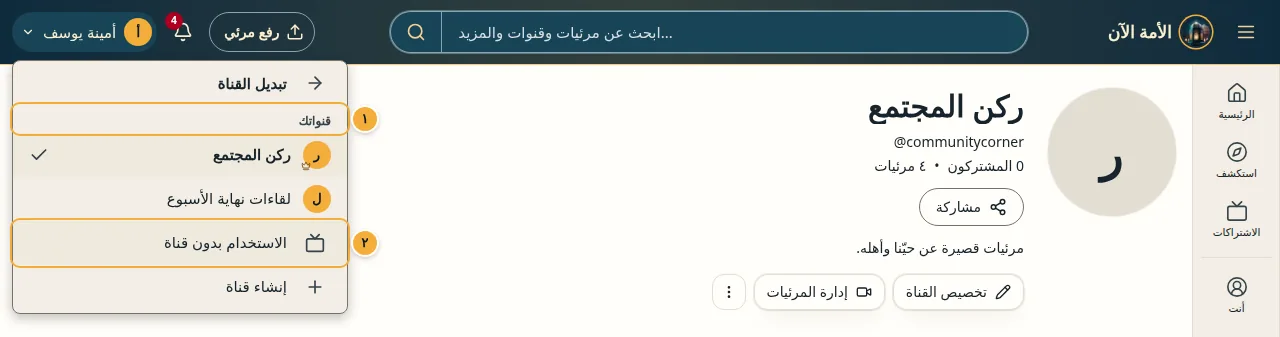 الأمة الآن
ابحث عن مرئيات وقنوات والمزيد...
رفع مرئي
4
أ
أمينة يوسف
الرئيسية
استكشف
الاشتراكات
أنت
ر
ركن المجتمع
@communitycorner
0 المشتركون • ٤ مرئيات
مشاركة
مرئيات قصيرة عن حيّنا وأهله.
تخصيص القناة
إدارة المرئيات
تبديل القناة
١
قنواتك
ر
ركن المجتمع
ل
لقاءات نهاية الأسبوع
٢
الاستخدام بدون قناة
إنشاء قناة